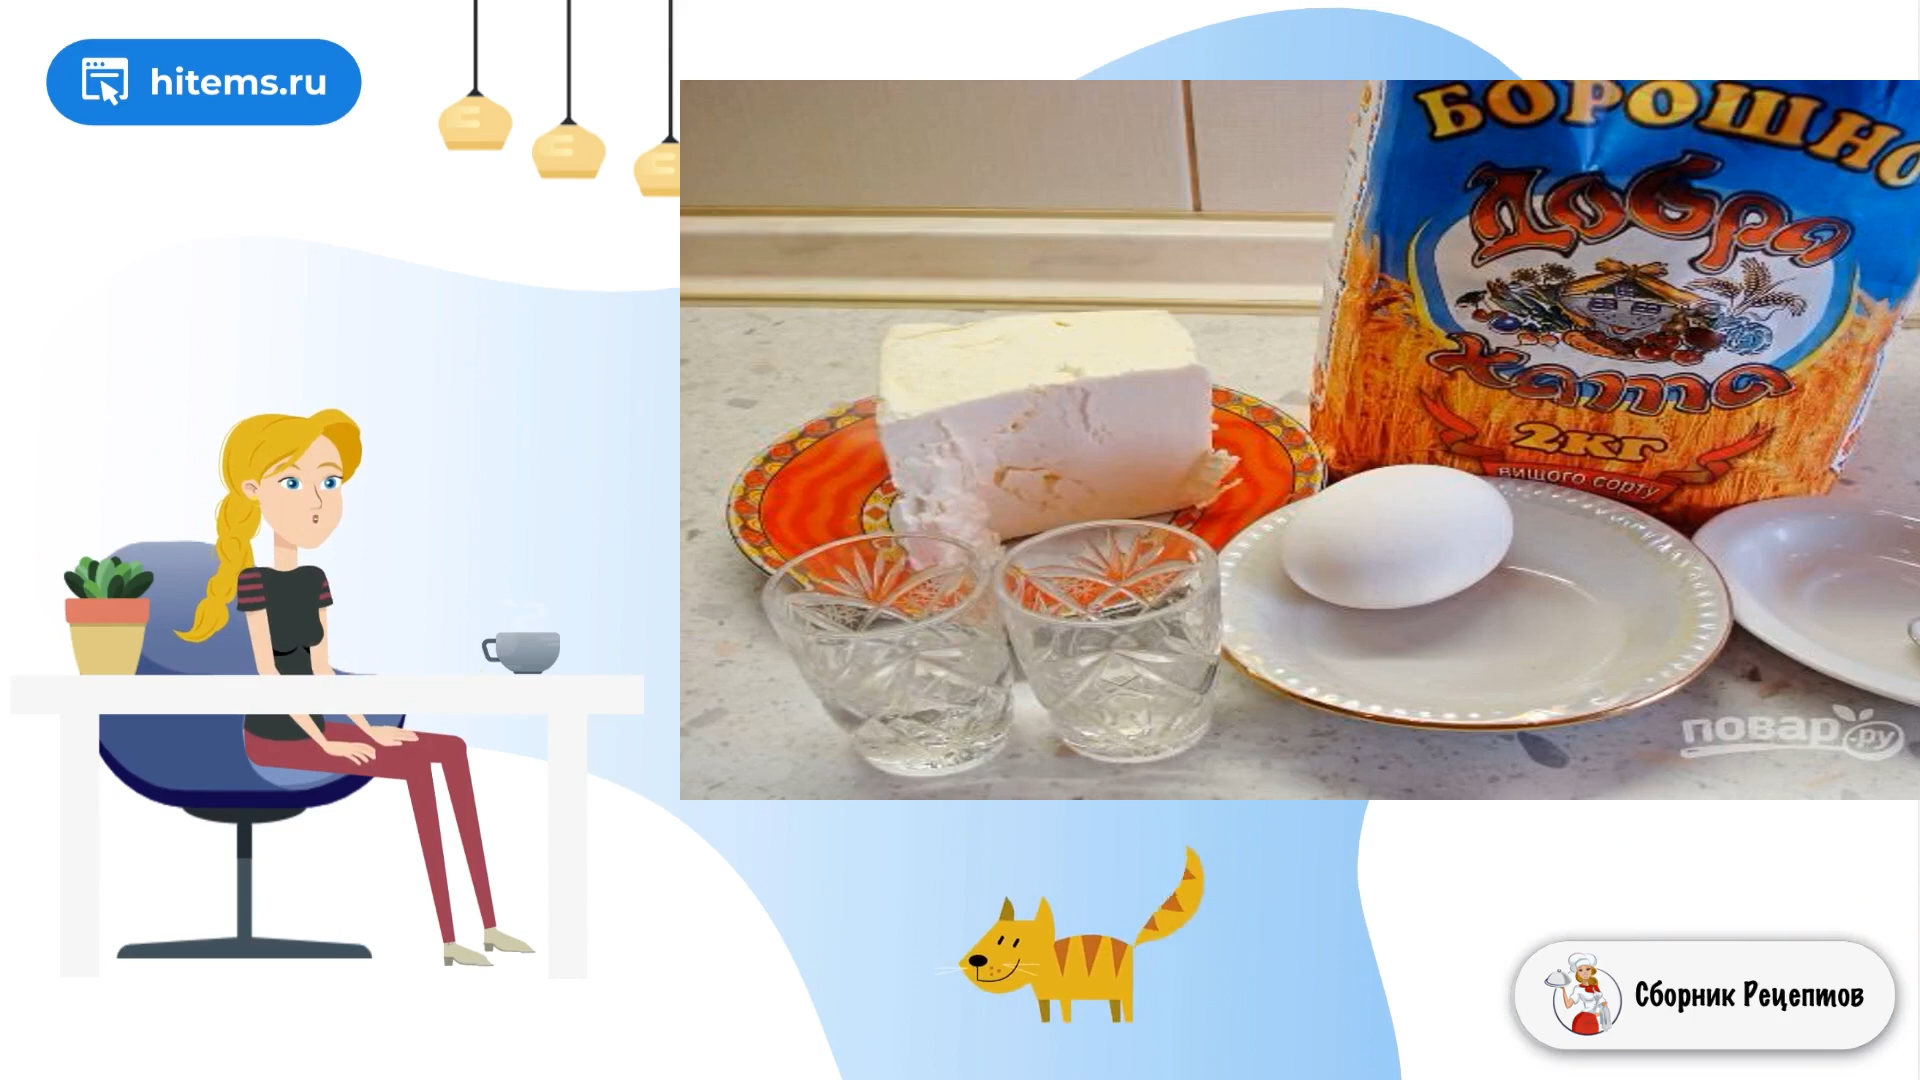 hitems.ru
БОРОШНО
Добра
хата
2кг
вищого сорту
повар.ру
Сборник Рецептов